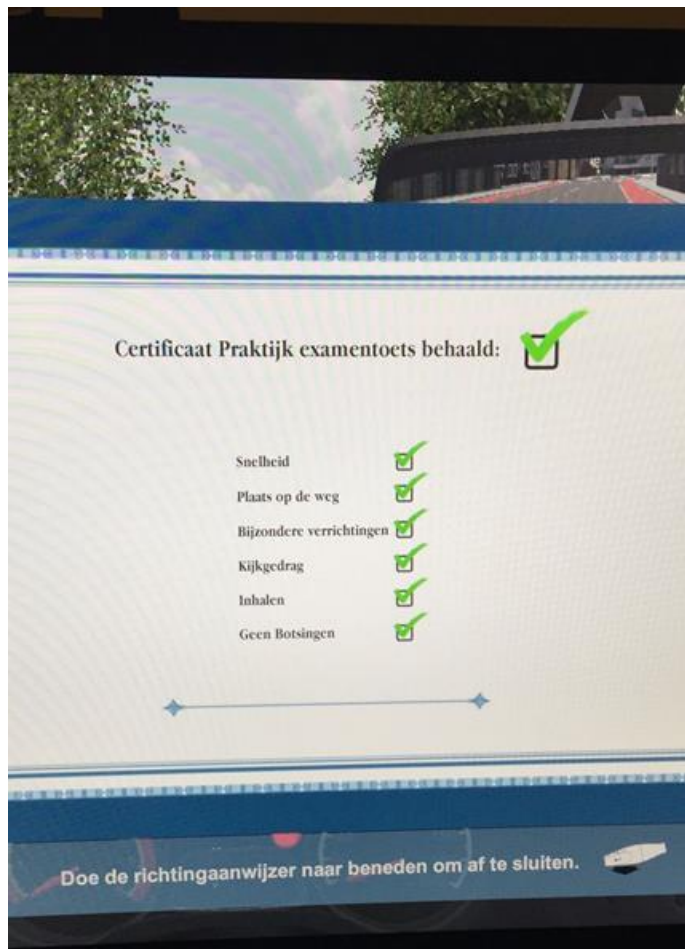 Certificaat Praktijk examentoets behaald:
Snelheid
Plaats op de weg
Bijzondere verrichtingen
Kijkgedrag
Inhalen
Geen Botsingen
Doe de richtingaanwijzer naar beneden om af te sluiten.